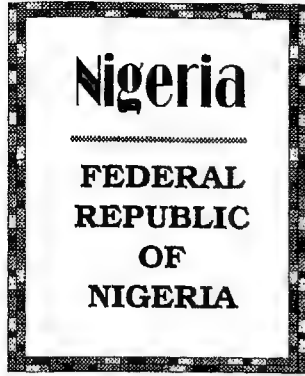 Nigeria
FEDERAL
REPUBLIC
OF
NIGERIA